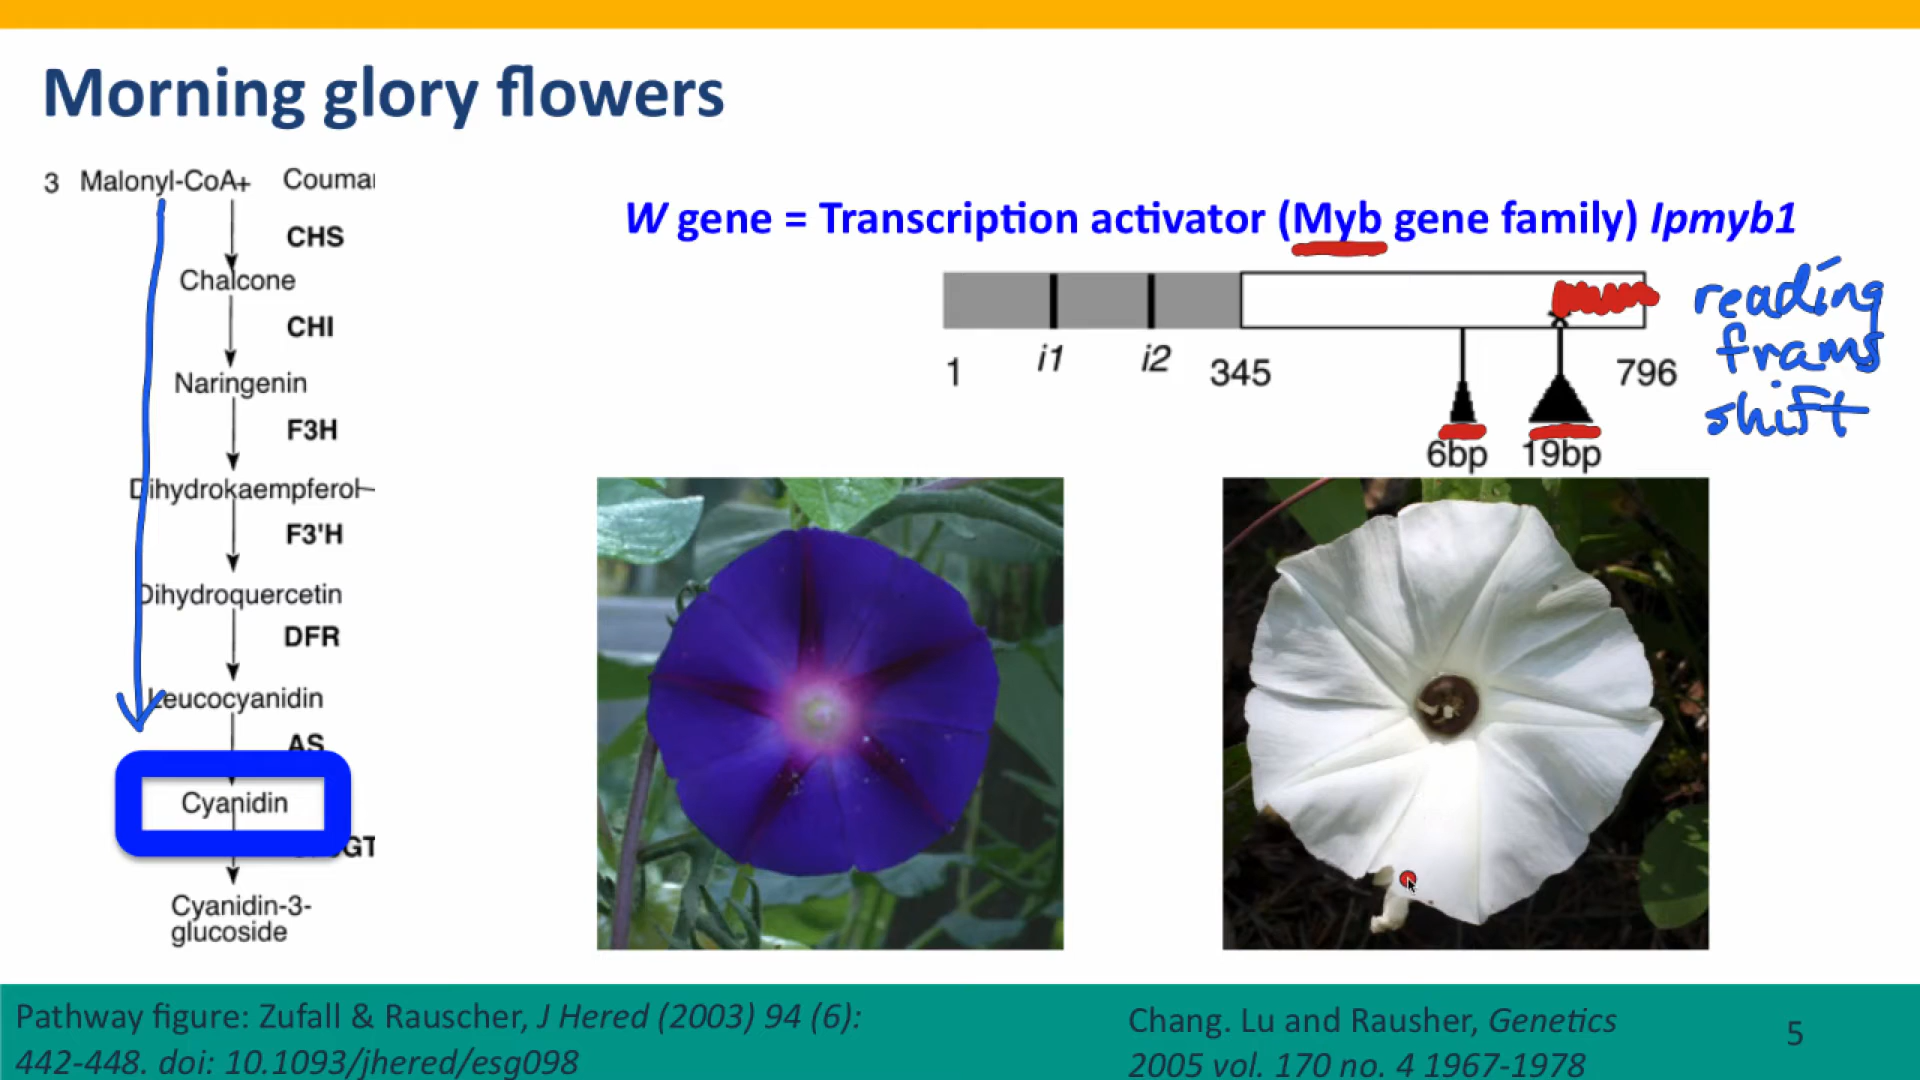 Morning glory flowers
3 Malonyl-CoA+ Coumar
CHS
Chalcone
CHI
Naringenin
F3H
Dihydrokaempferol
F3'H
Dihydroquercetin
DFR
Leucocyanidin
AS
Cyanidin
GT
Cyanidin-3-
glucoside
W gene = Transcription activator (Myb gene family) Ipmyb1
1 i1 i2 345 796
6bp 19bp
reading
frams
shift
Pathway figure: Zufall & Rauscher, J Hered (2003) 94 (6):
442-448. doi: 10.1093/jhered/esg098
Chang. Lu and Rausher, Genetics
2005 vol. 170 no. 4 1967-1978
5